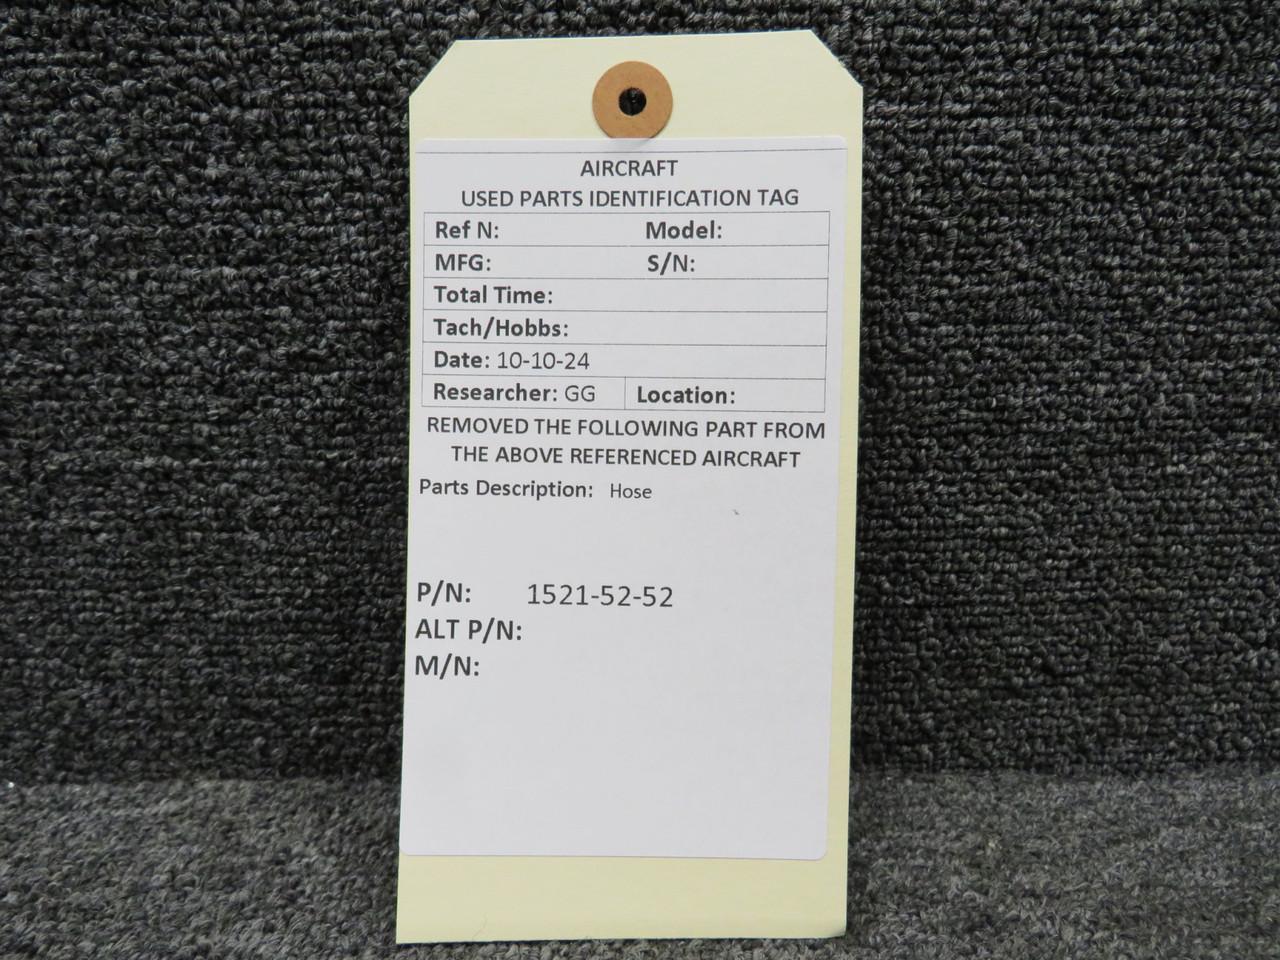 AIRCRAFT
USED PARTS IDENTIFICATION TAG
Ref N: Model:
MFG: S/N:
Total Time:
Tach/Hobbs:
Date: 10-10-24
Researcher: GG Location:
REMOVED THE FOLLOWING PART FROM
THE ABOVE REFERENCED AIRCRAFT
Parts Description: Hose
P/N: 1521-52-52
ALT P/N:
M/N: